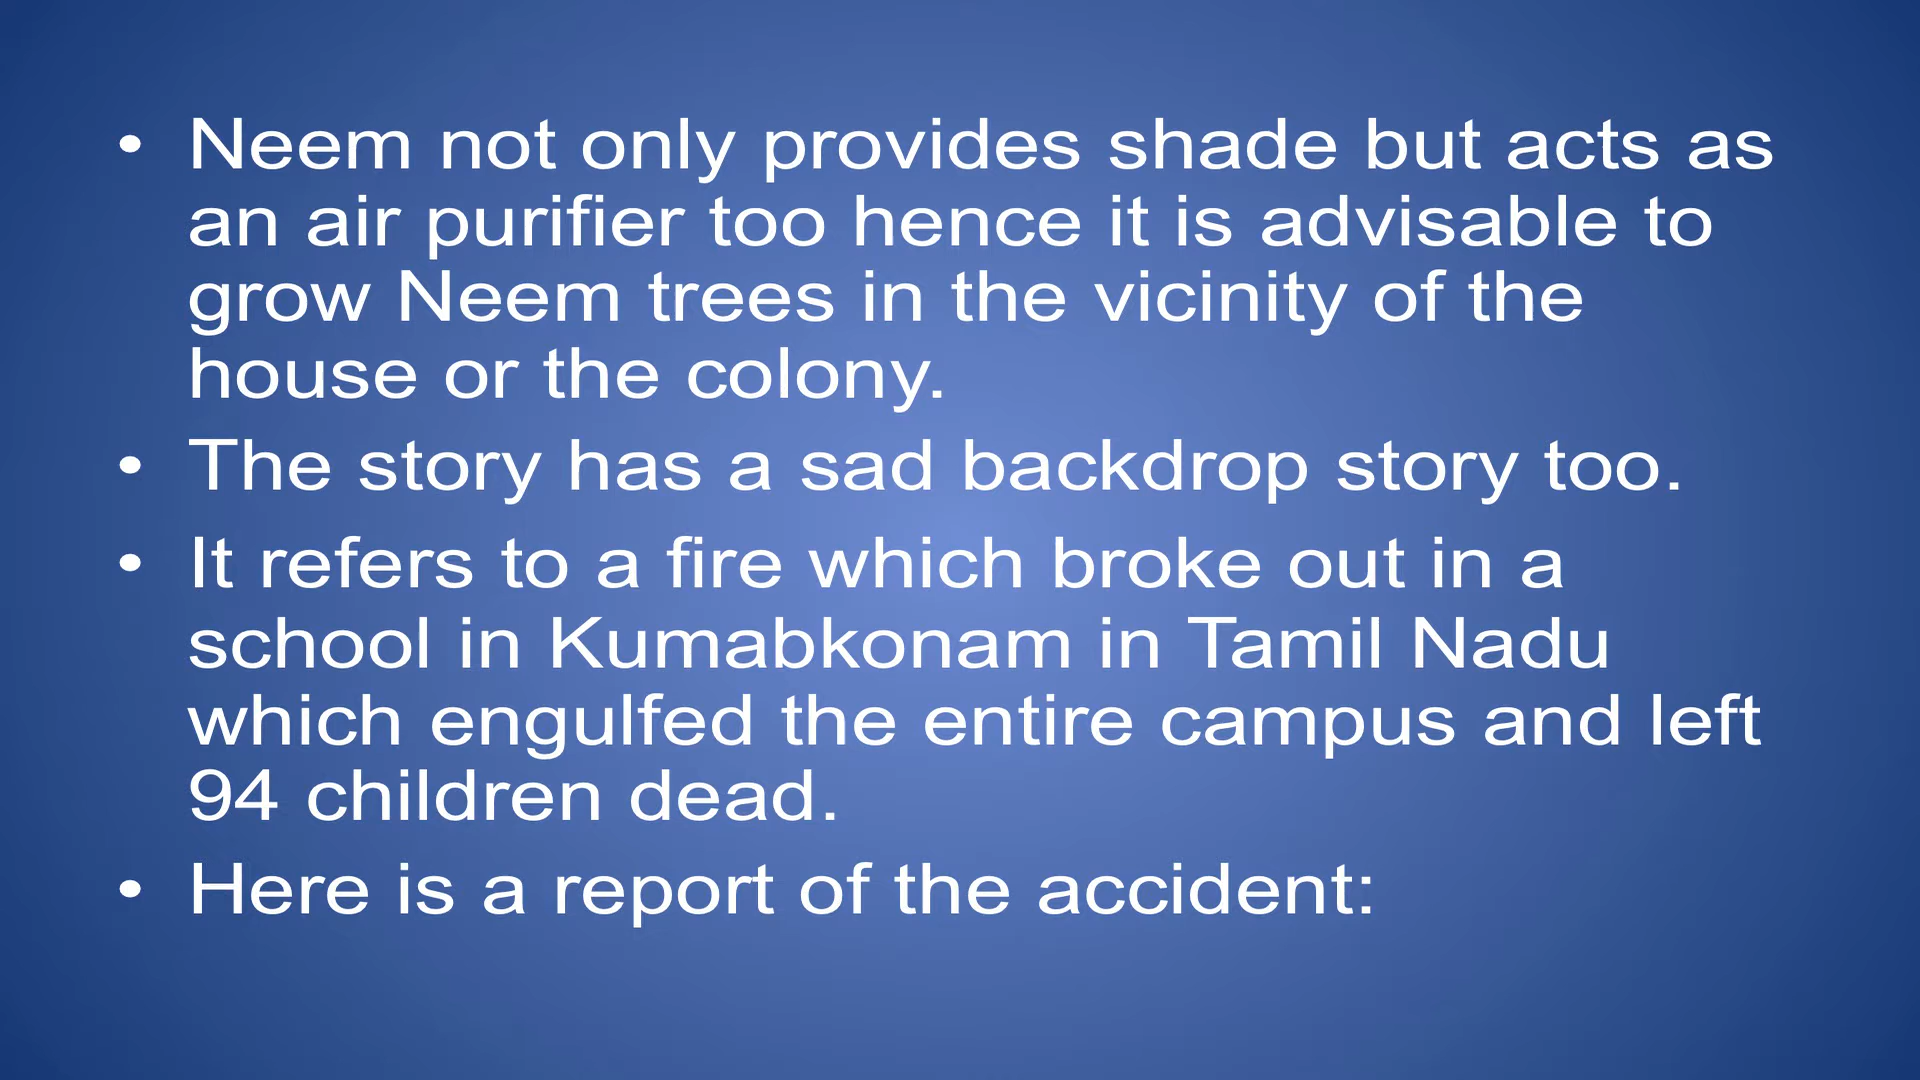 • Neem not only provides shade but acts as
an air purifier too hence it is advisable to
grow Neem trees in the vicinity of the
house or the colony.
• The story has a sad backdrop story too.
• It refers to a fire which broke out in a
school in Kumabkonam in Tamil Nadu
which engulfed the entire campus and left
94 children dead.
• Here is a report of the accident: